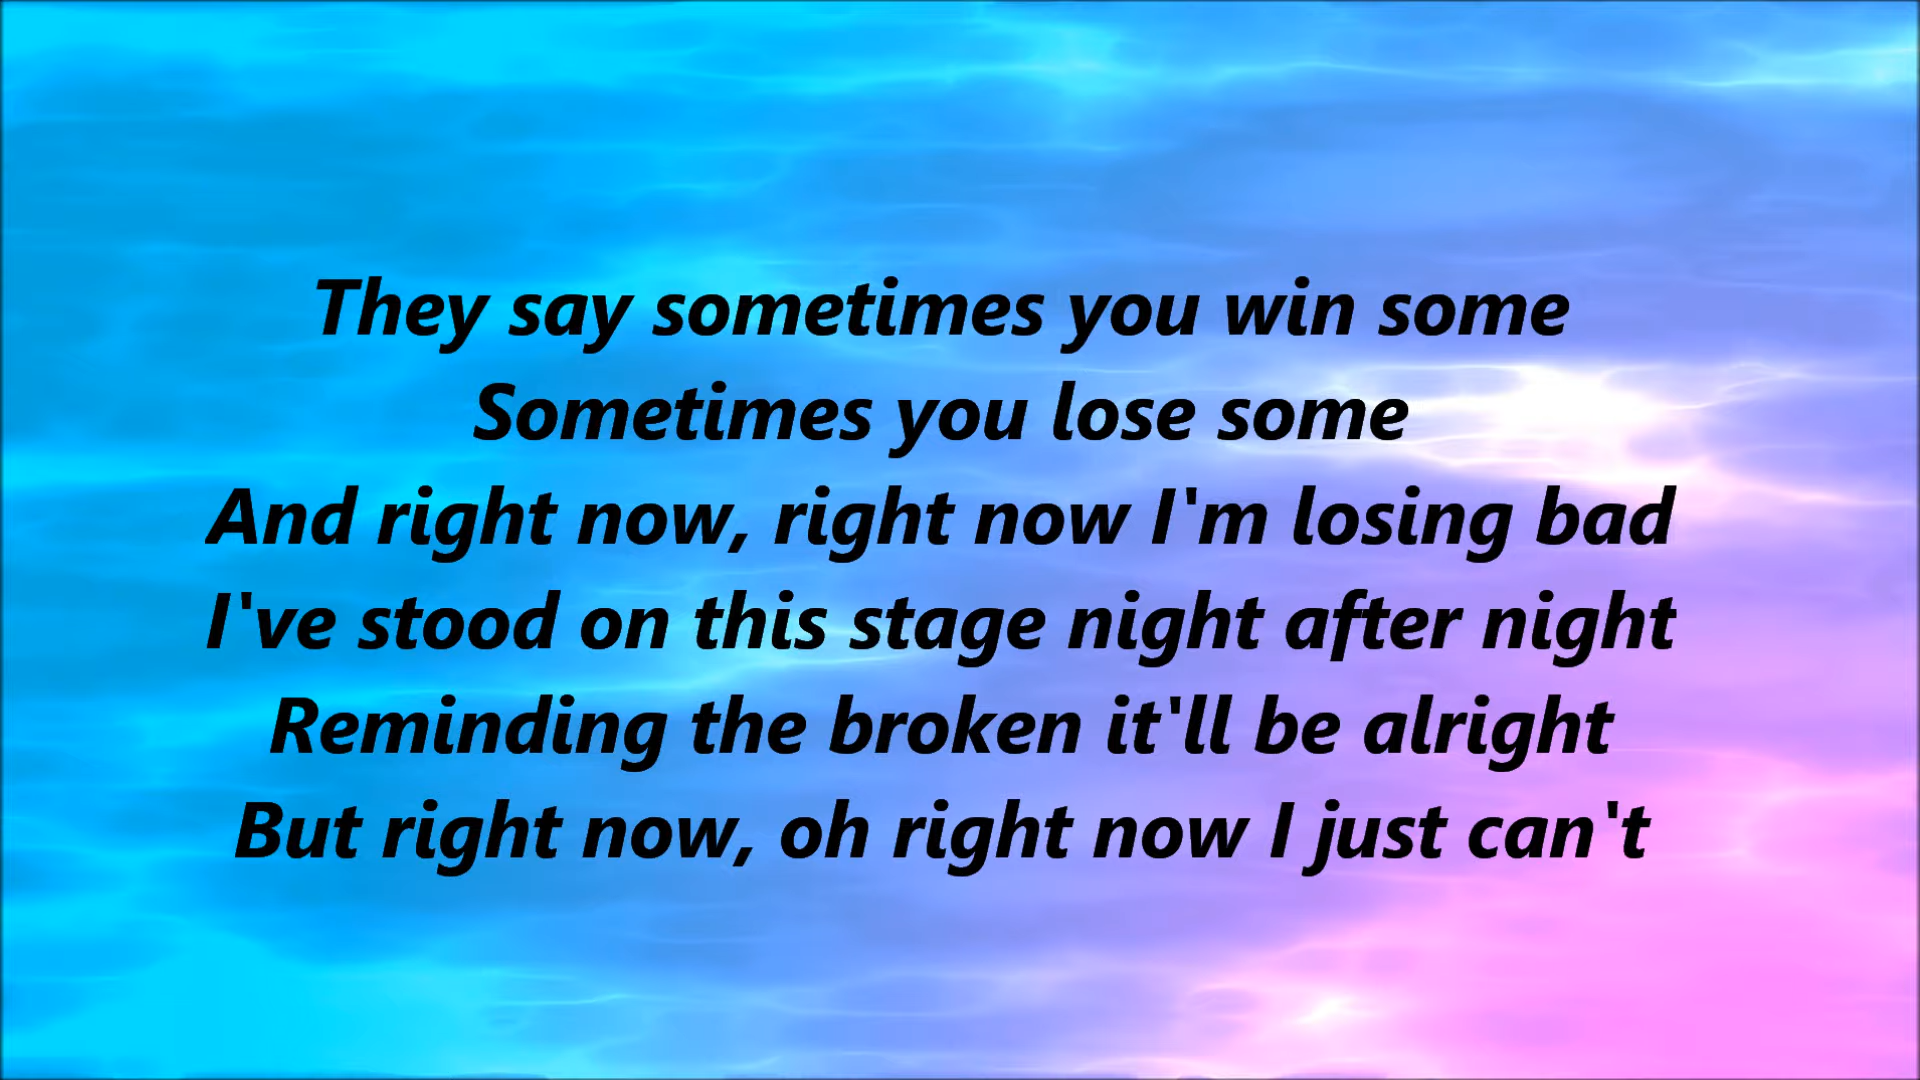 They say sometimes you win some
Sometimes you lose some
And right now, right now I'm losing bad
I've stood on this stage night after night
Reminding the broken it'll be alright
But right now, oh right now I just can't